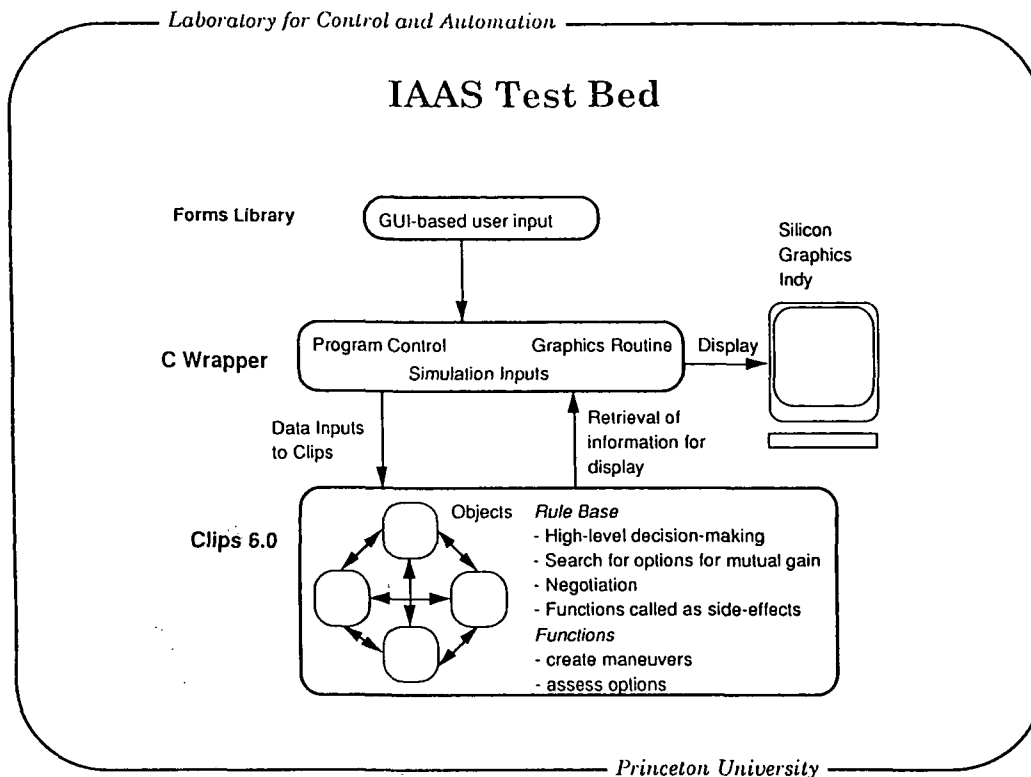 Laboratory for Control and Automation
IAAS Test Bed
Forms Library
GUI-based user input
Silicon
Graphics
Indy
C Wrapper
Program Control
Graphics Routine
Simulation Inputs
Display
Data Inputs
to Clips
Retrieval of
information for
display
Clips 6.0
Objects
Rule Base
- High-level decision-making
- Search for options for mutual gain
- Negotiation
- Functions called as side-effects
Functions
- create maneuvers
- assess options
Princeton University